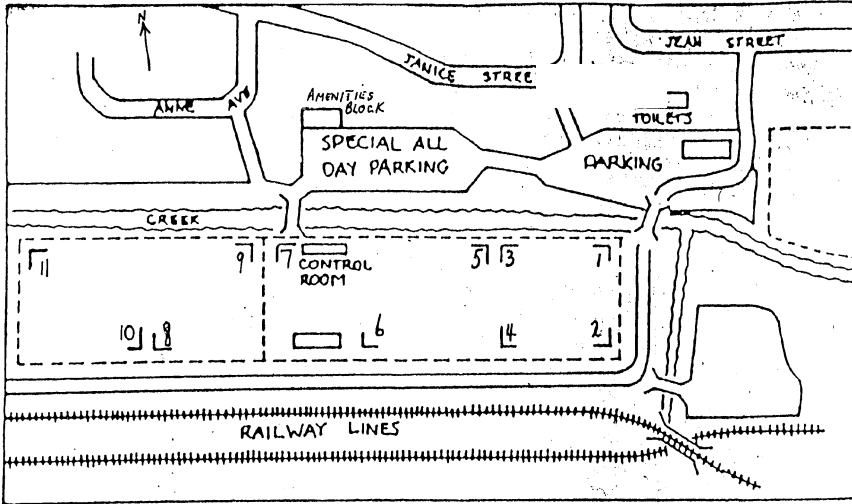 N
JEAN STREET
JANICE STREE
ANNE AVE
AMENITIES
BLOCK
TOILETS
SPECIAL ALL
DAY PARKING
PARKING
CREEK
11
9
7
CONTROL
ROOM
5
3
1
10
8
6
4
2
RAILWAY LINES